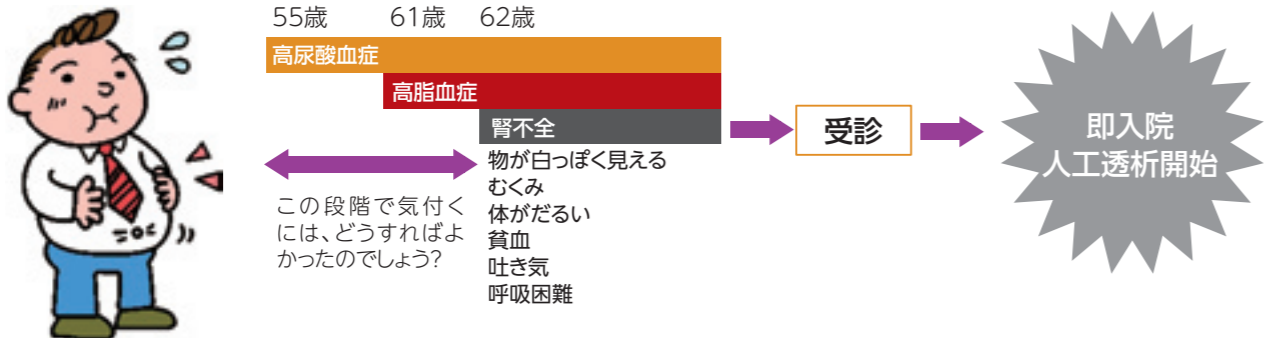 55歳 61歳 62歳
高尿酸血症
高脂血症
腎不全
物が白っぽく見える
むくみ
体がだるい
貧血
吐き気
呼吸困難
この段階で気付く
には、どうすればよ
かったのでしょう?
受診
即入院
人工透析開始